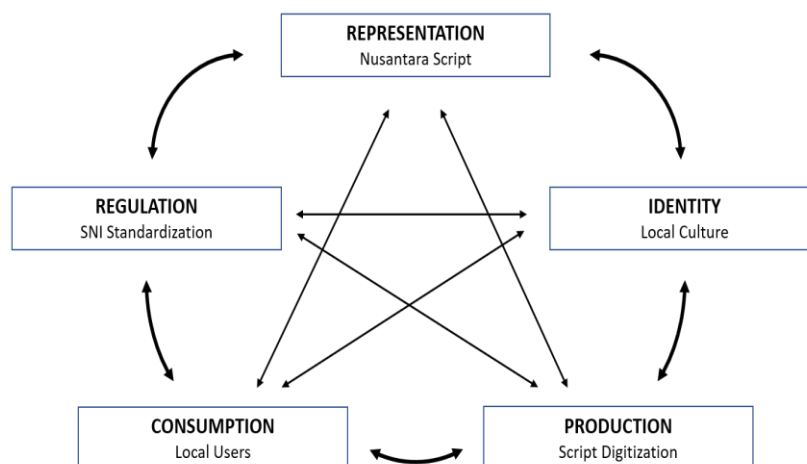 REPRESENTATION
Nusantara Script
REGULATION
SNI Standardization
IDENTITY
Local Culture
CONSUMPTION
Local Users
PRODUCTION
Script Digitization